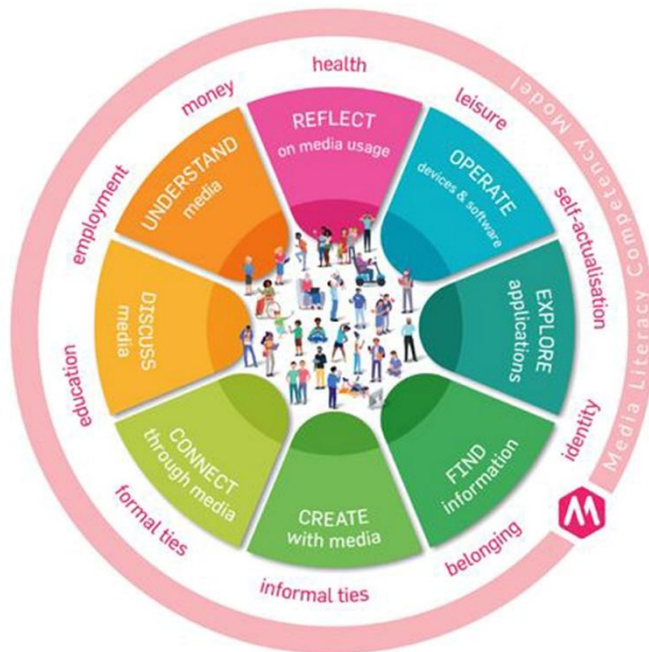 health
leisure
self-actualisation
identity
belonging
informal ties
formal ties
education
employment
money
Media Literacy Competency Model
REFLECT
on media usage
OPERATE
devices & software
EXPLORE
applications
FIND
information
CREATE
with media
CONNECT
through media
DISCUSS
media
UNDERSTAND
media
M